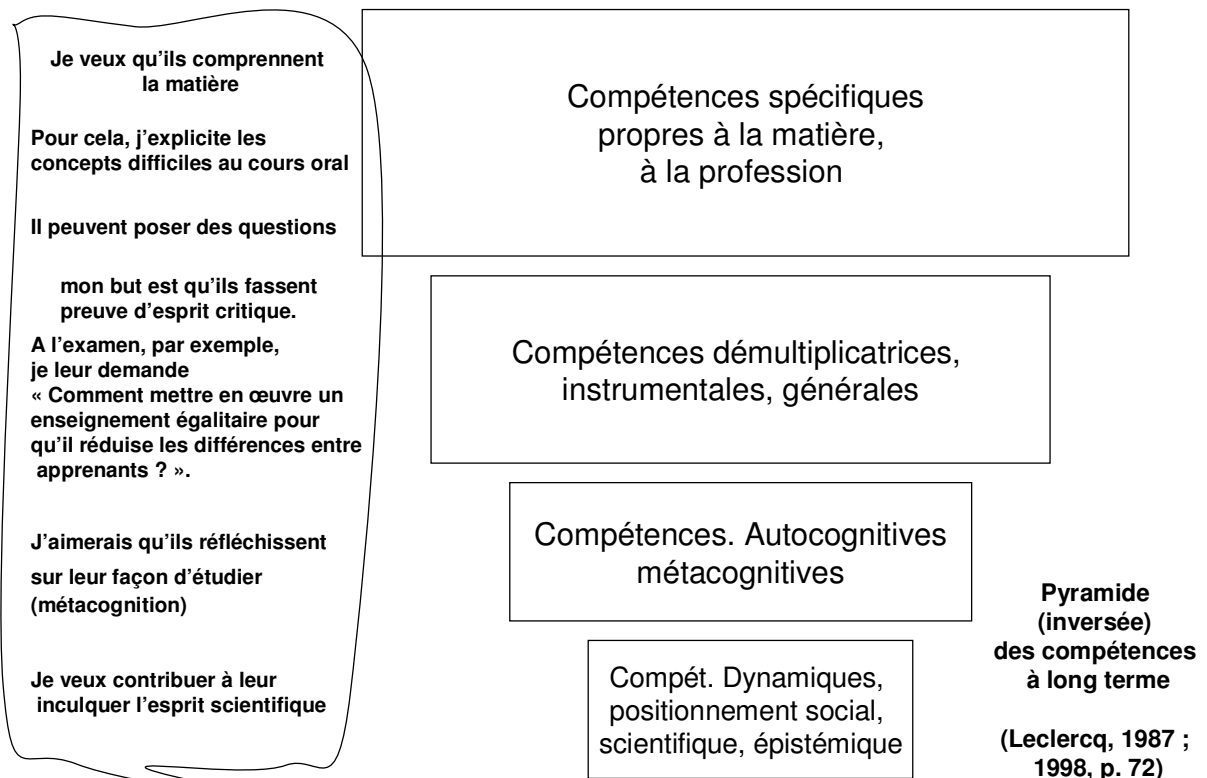 Je veux qu'ils comprennent
la matière
Pour cela, j'explicite les
concepts difficiles au cours oral
Il peuvent poser des questions
mon but est qu'ils fassent
preuve d'esprit critique.
A l'examen, par exemple,
je leur demande
« Comment mettre en œuvre un
enseignement égalitaire pour
qu'il réduise les différences entre
apprenants ? ».
J'aimerais qu'ils réfléchissent
sur leur façon d'étudier
(métacognition)
Je veux contribuer à leur
inculquer l'esprit scientifique
Compétences spécifiques
propres à la matière,
à la profession
Compétences démultiplicatrices,
instrumentales, générales
Compétences. Autocognitives
métacognitives
Compét. Dynamiques,
positionnement social,
scientifique, épistémique
Pyramide
(inversée)
des compétences
à long terme
(Leclercq, 1987 ;
1998, p. 72)